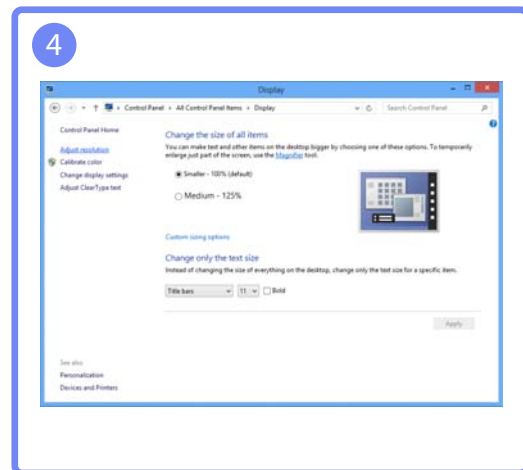 4
Display
Control Panel ▸ All Control Panel Items ▸ Display
Search Control Panel
Control Panel Home
Adjust resolution
Calibrate color
Change display settings
Adjust ClearType text
Change the size of all items
You can make text and other items on the desktop bigger by choosing one of these options. To temporarily
enlarge just part of the screen, use the Magnifier tool.
Smaller - 100% (default)
Medium - 125%
Custom sizing options
Change only the text size
Instead of changing the size of everything on the desktop, change only the text size for a specific item.
Title bars 11 Bold
Apply
See also
Personalization
Devices and Printers